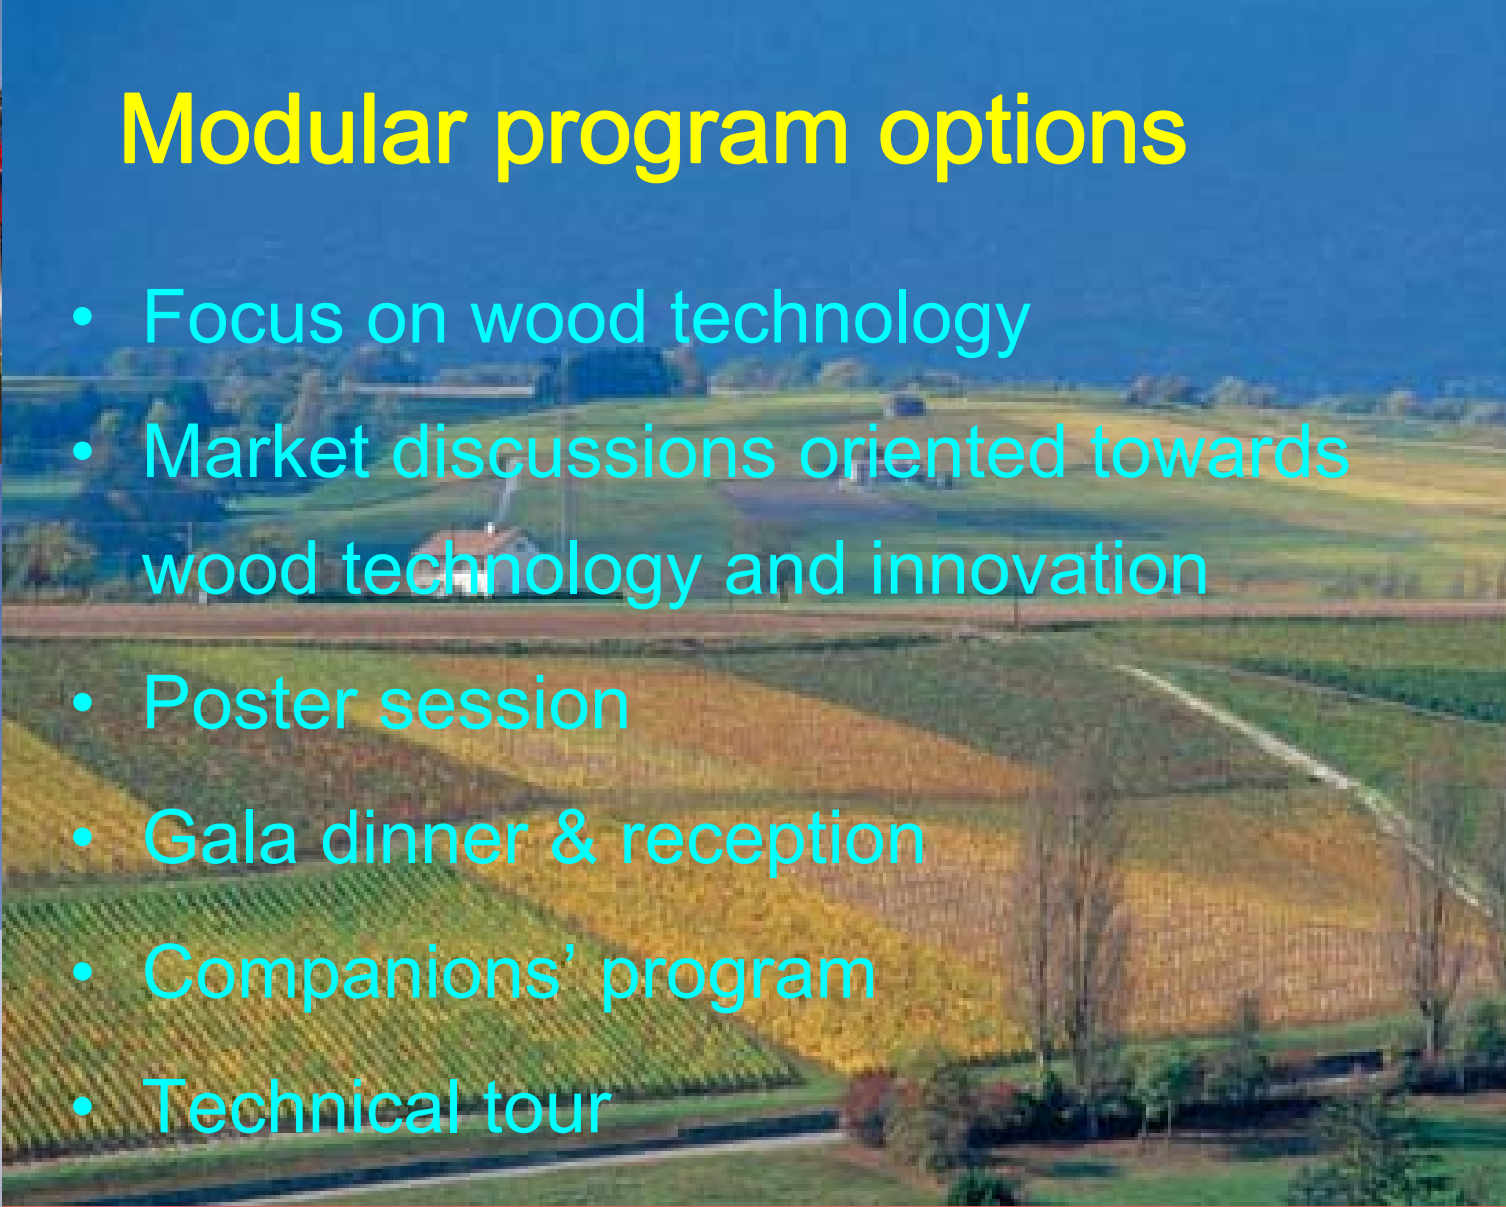 Modular program options
• Focus on wood technology
• Market discussions oriented towards
wood technology and innovation
• Poster session
• Gala dinner & reception
• Companions’ program
• Technical tour